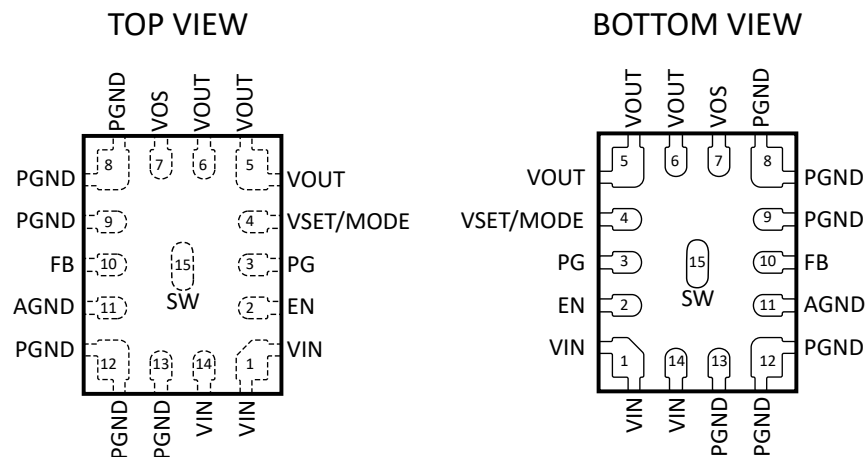 TOP VIEW
PGND
VOS
VOUT
VOUT
8
7
6
5
PGND
VOUT
PGND
9
4
VSET/MODE
FB
10
15
3
PG
SW
AGND
11
2
EN
PGND
VIN
12
13
14
1
PGND
PGND
VIN
VIN
BOTTOM VIEW
VOUT
VOUT
VOS
PGND
5
6
7
8
VOUT
PGND
VSET/MODE
4
9
PGND
PG
3
15
10
FB
SW
EN
2
11
AGND
VIN
PGND
1
14
13
12
VIN
VIN
PGND
PGND